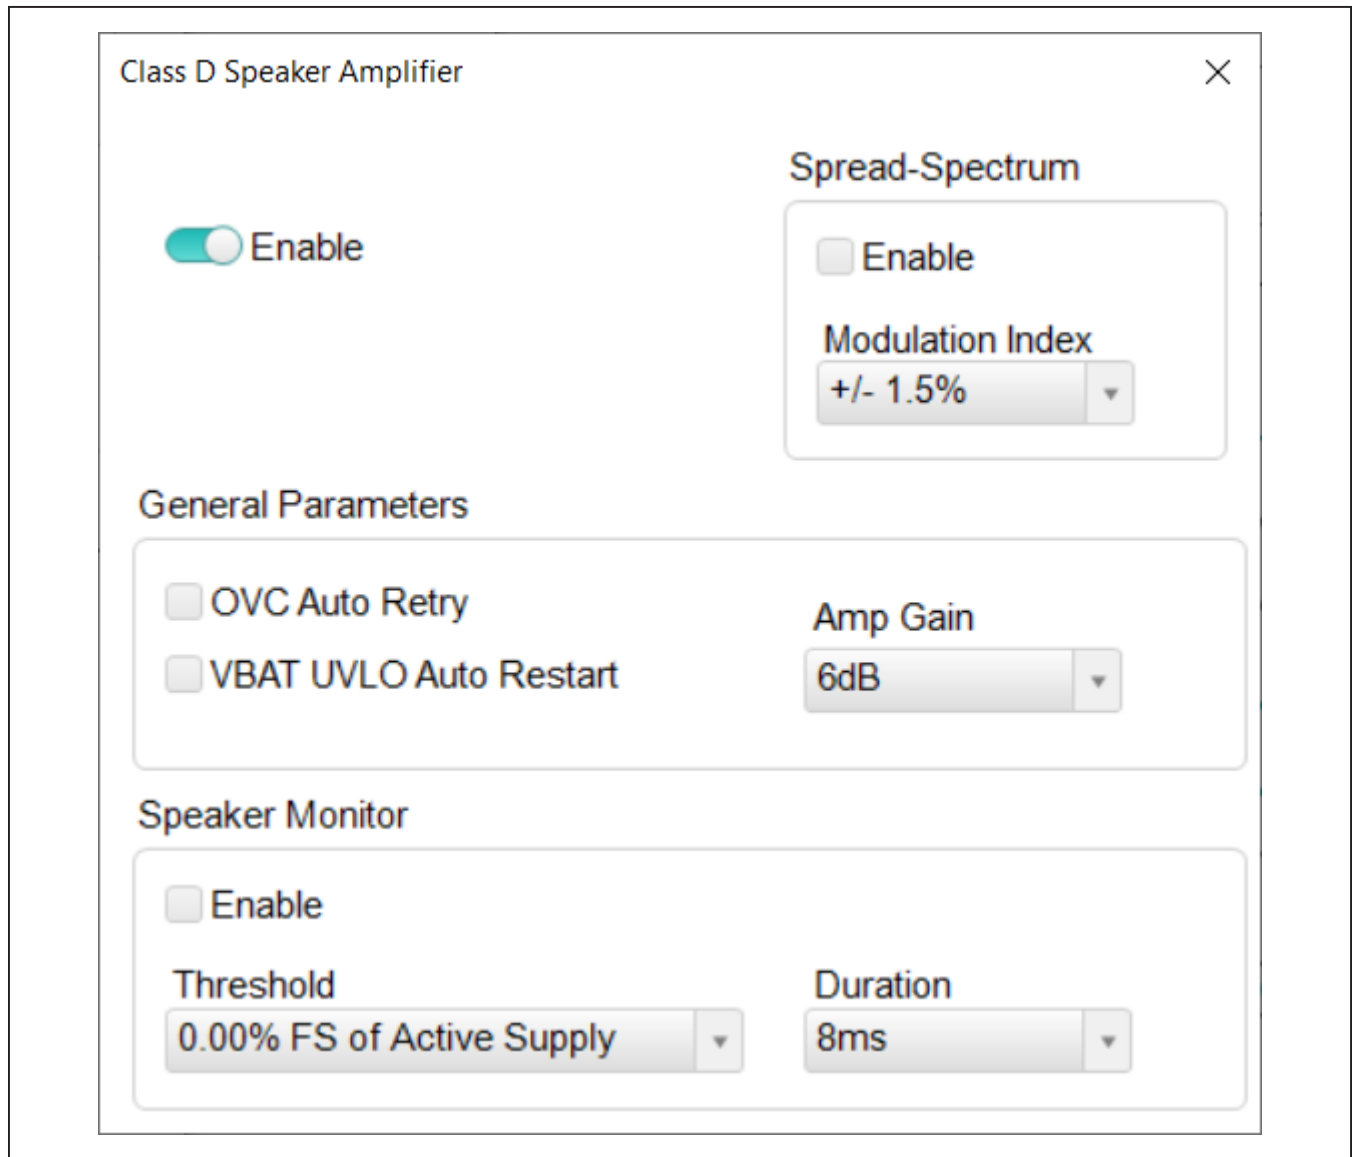 Class D Speaker Amplifier
Enable
Spread-Spectrum
Enable
Modulation Index
+/- 1.5%
General Parameters
OVC Auto Retry
VBAT UVLO Auto Restart
Amp Gain
6dB
Speaker Monitor
Enable
Threshold
0.00% FS of Active Supply
Duration
8ms